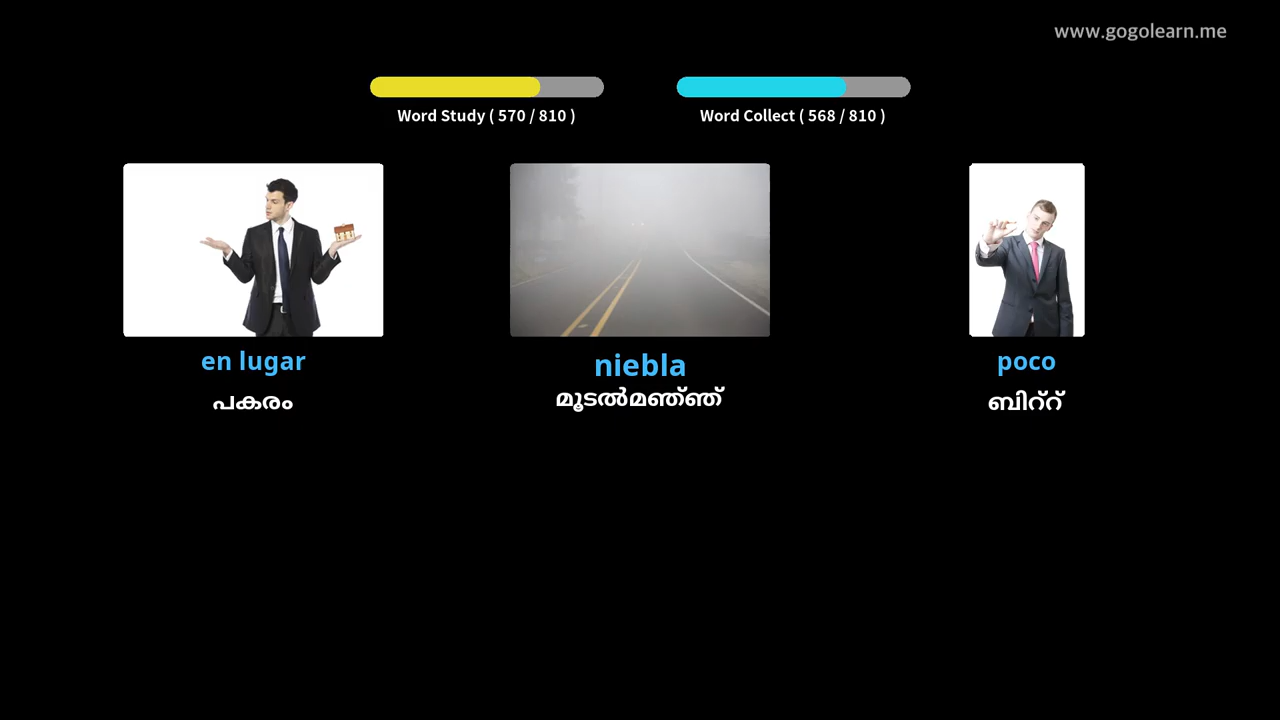 www.gogolearn.me
Word Study ( 570 / 810 )
Word Collect ( 568 / 810 )
en lugar
niebla
poco
പകരം
മൂടൽമഞ്ഞ്
ബിറ്റ്